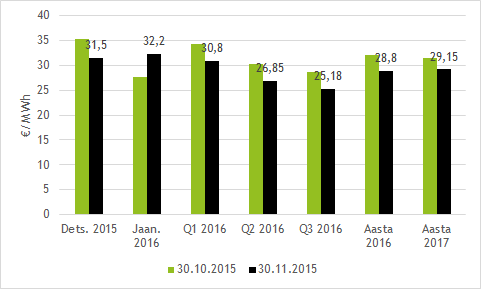 40
35
30
25
20
15
10
5
0
€/MWh
31,5
32,2
30,8
26,85
25,18
28,8
29,15
Dets. 2015
Jaan.
2016
Q1 2016
Q2 2016
Q3 2016
Aasta
2016
Aasta
2017
30.10.2015
30.11.2015